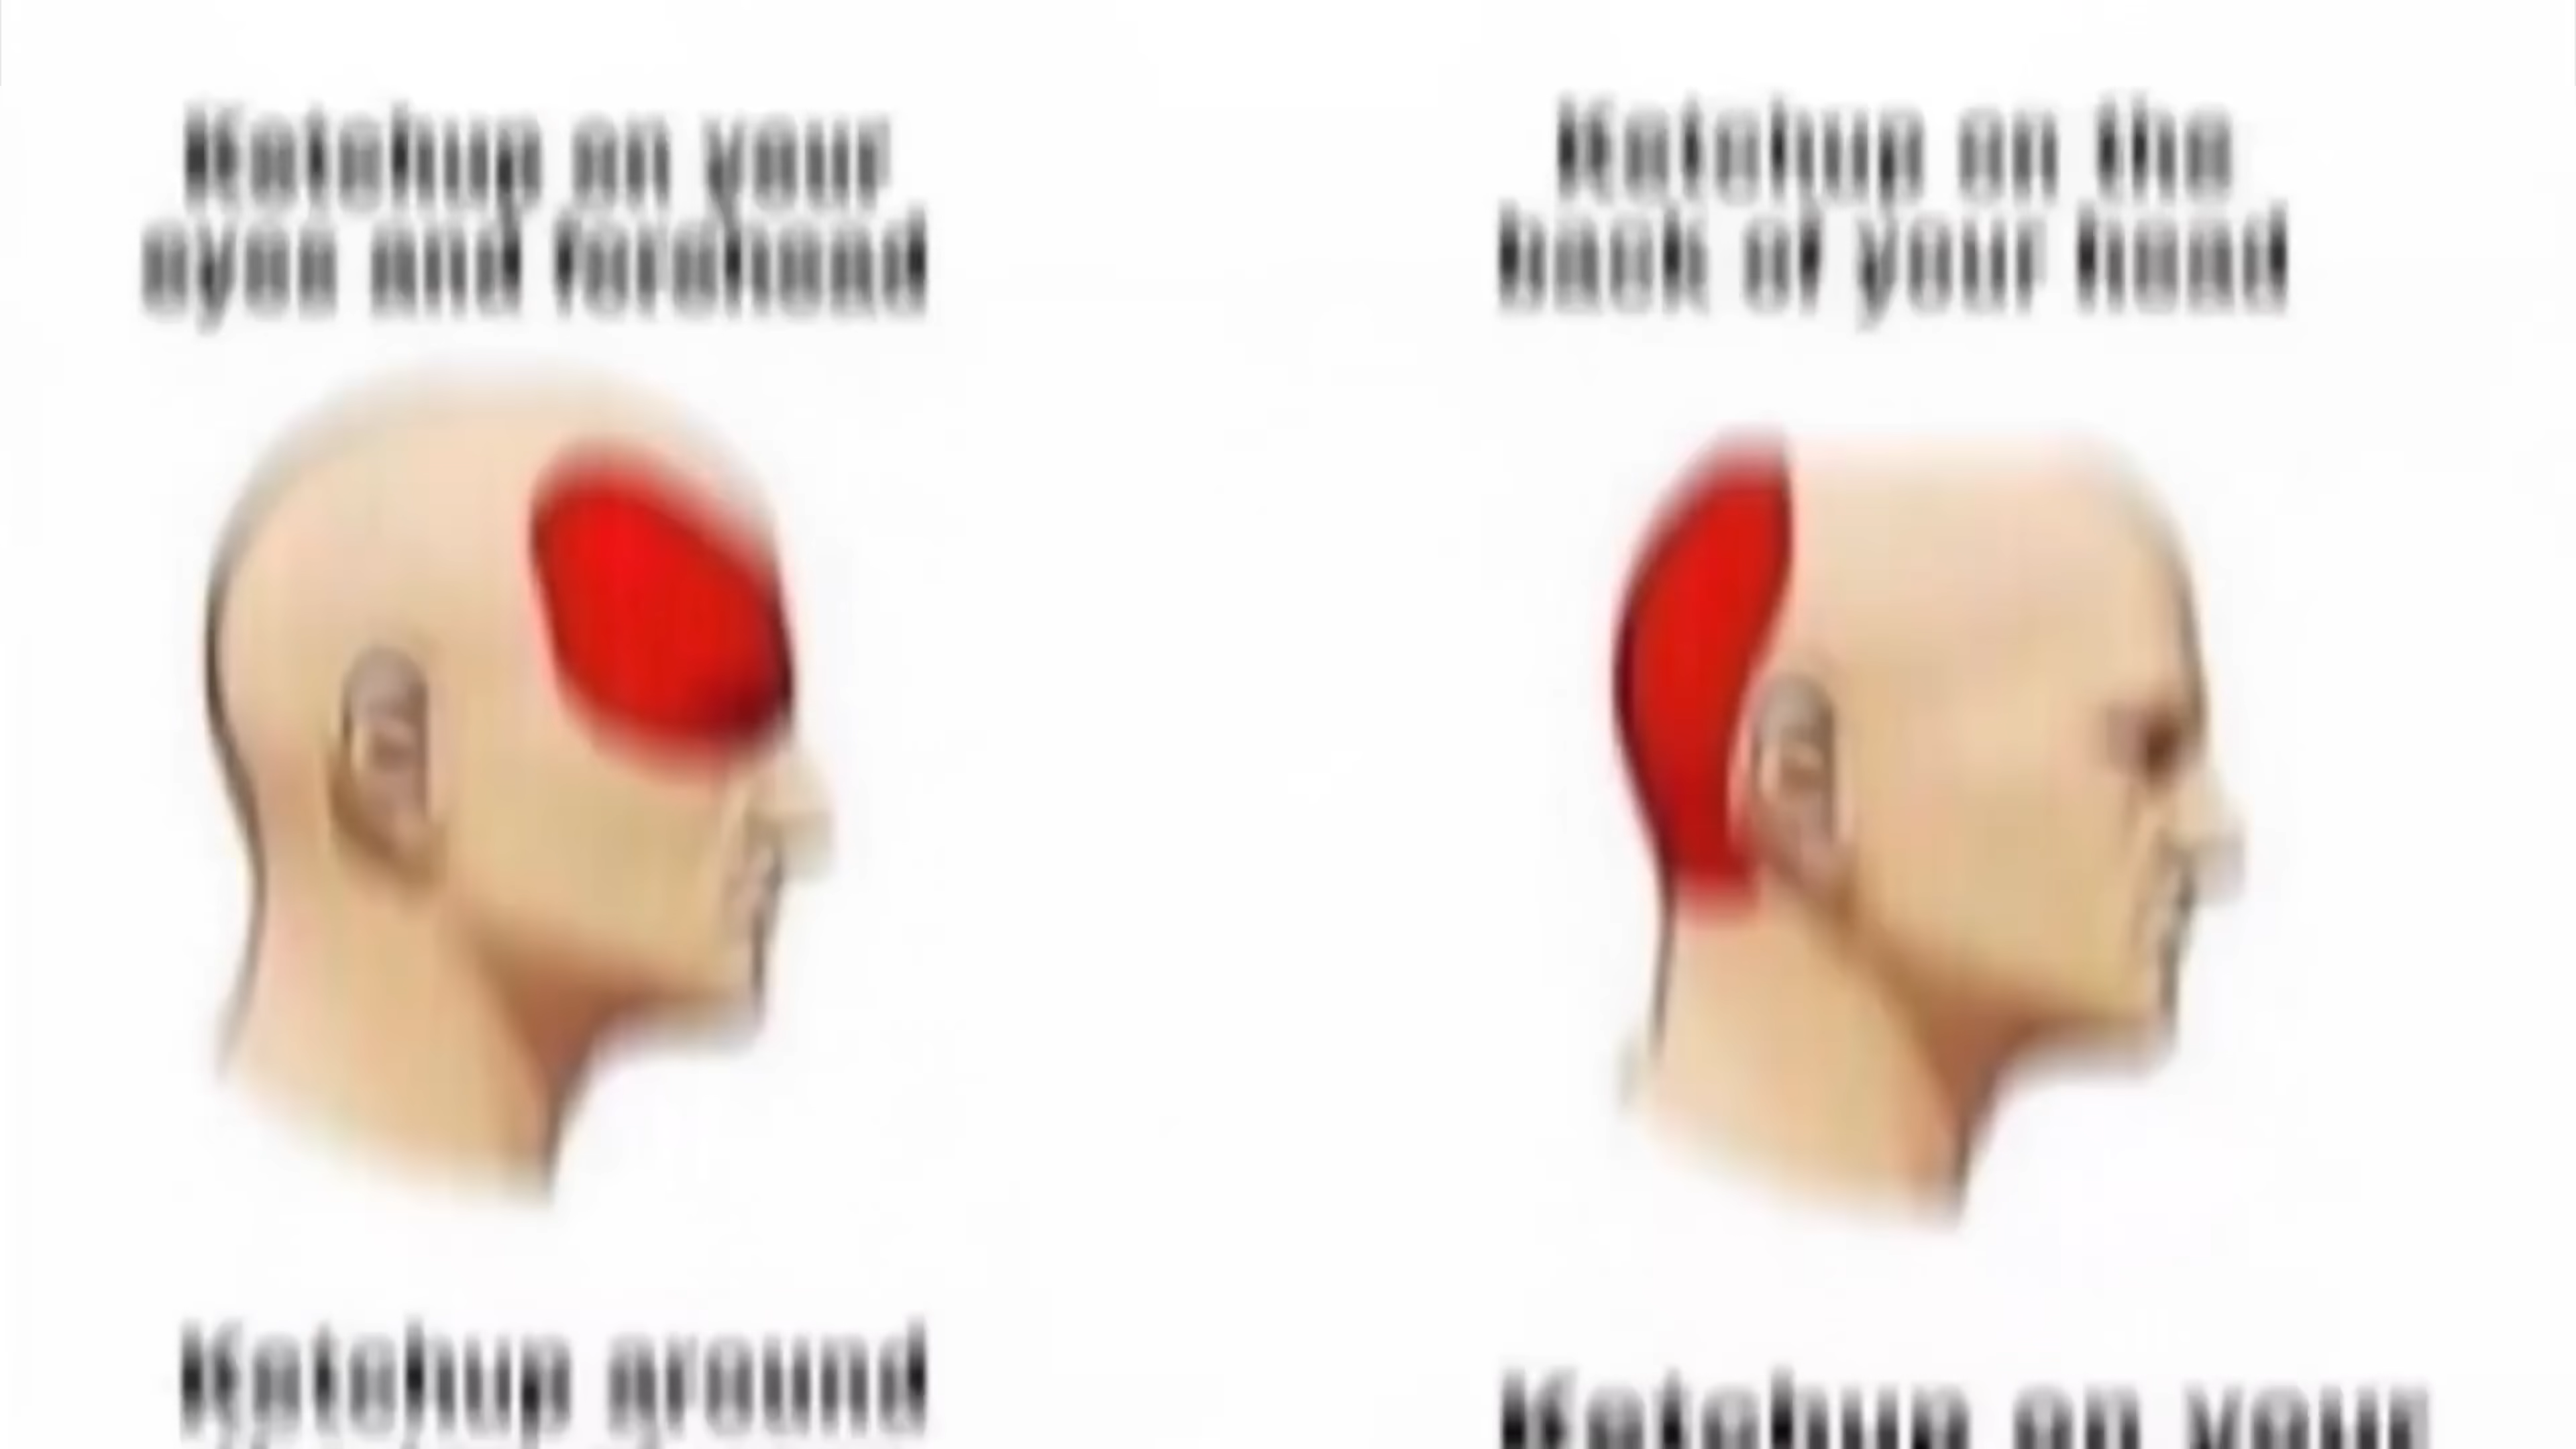 Ketchup on your
eyes and forehead
Ketchup on the
back of your head
Ketchup around
Ketchup on your